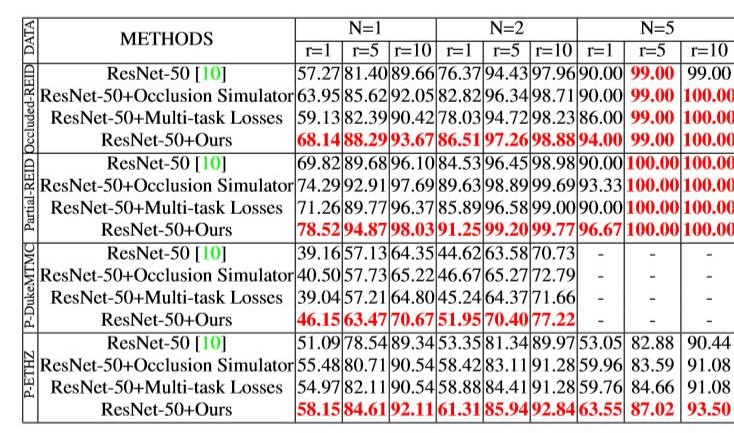 DATA METHODS N=1 N=2 N=5
r=1 r=5 r=10 r=1 r=5 r=10 r=1 r=5 r=10
Occluded-REID
ResNet-50 [10] 57.27 81.40 89.66 76.37 94.43 97.96 90.00 99.00 99.00
ResNet-50+Occlusion Simulator 63.95 85.62 92.05 82.82 96.34 98.71 90.00 99.00 100.00
ResNet-50+Multi-task Losses 59.13 82.39 90.42 78.03 94.72 98.23 86.00 99.00 100.00
ResNet-50+Ours 68.14 88.29 93.67 86.51 97.26 98.88 94.00 99.00 100.00
Partial-REID
ResNet-50 [10] 69.82 89.68 96.10 84.53 96.45 98.98 90.00 100.00 100.00
ResNet-50+Occlusion Simulator 74.29 92.91 97.69 89.63 98.89 99.69 93.33 100.00 100.00
ResNet-50+Multi-task Losses 71.26 89.77 96.37 85.89 96.58 99.00 90.00 100.00 100.00
ResNet-50+Ours 78.52 94.87 98.03 91.25 99.20 99.77 96.67 100.00 100.00
P-DukeMTMC
ResNet-50 [10] 39.16 57.13 64.35 44.62 63.58 70.73 - - -
ResNet-50+Occlusion Simulator 40.50 57.73 65.22 46.67 65.27 72.79 - - -
ResNet-50+Multi-task Losses 39.04 57.21 64.80 45.24 64.37 71.66 - - -
ResNet-50+Ours 46.15 63.47 70.67 51.95 70.40 77.22 - - -
P-ETHZ
ResNet-50 [10] 51.09 78.54 89.34 53.35 81.34 89.97 53.05 82.88 90.44
ResNet-50+Occlusion Simulator 55.48 80.71 90.54 58.42 83.11 91.28 59.96 83.59 91.08
ResNet-50+Multi-task Losses 54.97 82.11 90.54 58.88 84.41 91.28 59.76 84.66 91.08
ResNet-50+Ours 58.15 84.61 92.11 61.31 85.94 92.84 63.55 87.02 93.50